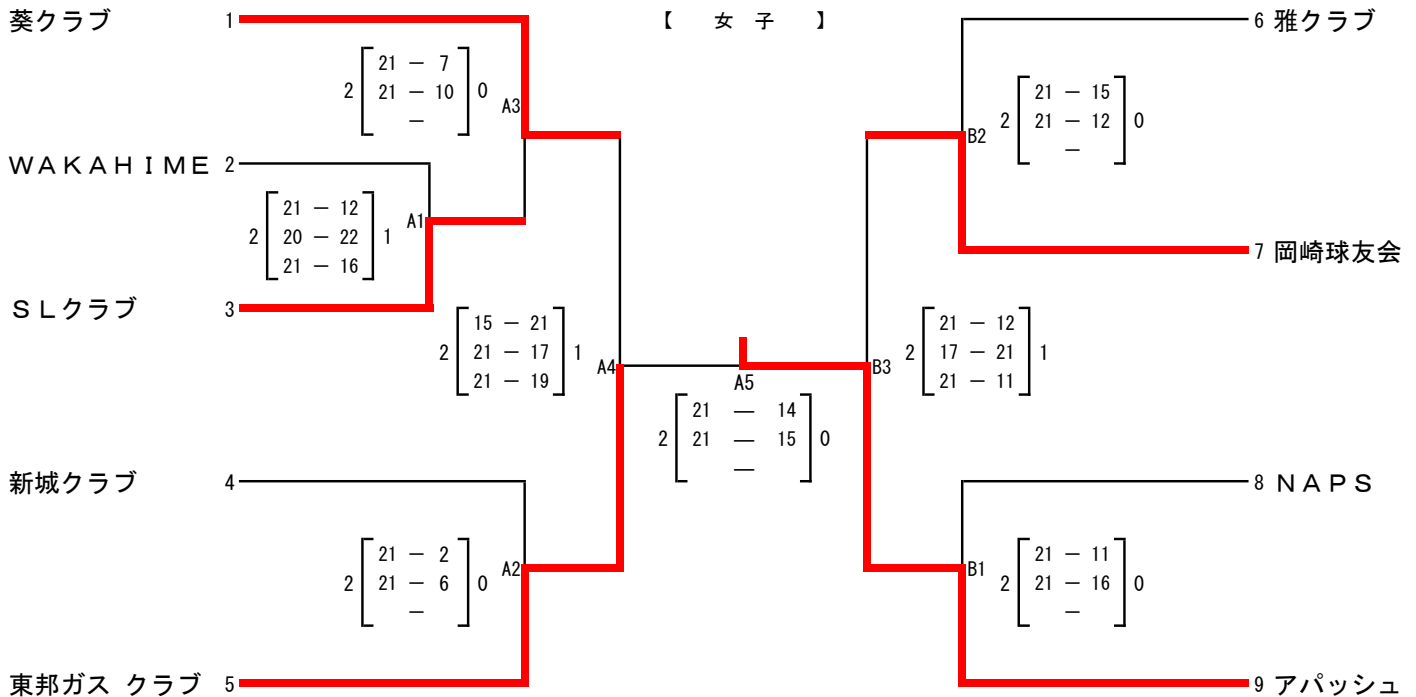 【 女 子 】
葵クラブ 1
6 雅クラブ
2 21 － 7 0
21 － 10
－
A3
2 21 － 15 0
21 － 12
－
B2
ＷＡＫＡＨＩＭＥ 2
2 21 － 12 1
20 － 22
21 － 16
A1
7 岡崎球友会
ＳＬクラブ 3
2 15 － 21 1
21 － 17
21 － 19
A4
2 21 － 12 1
17 － 21
21 － 11
B3
A5
2 21 － 14 0
21 － 15
－
新城クラブ 4
8 ＮＡＰＳ
2 21 － 2 0
21 － 6
－
A2
2 21 － 11 0
21 － 16
－
B1
東邦ガス クラブ 5
9 アパッシュ